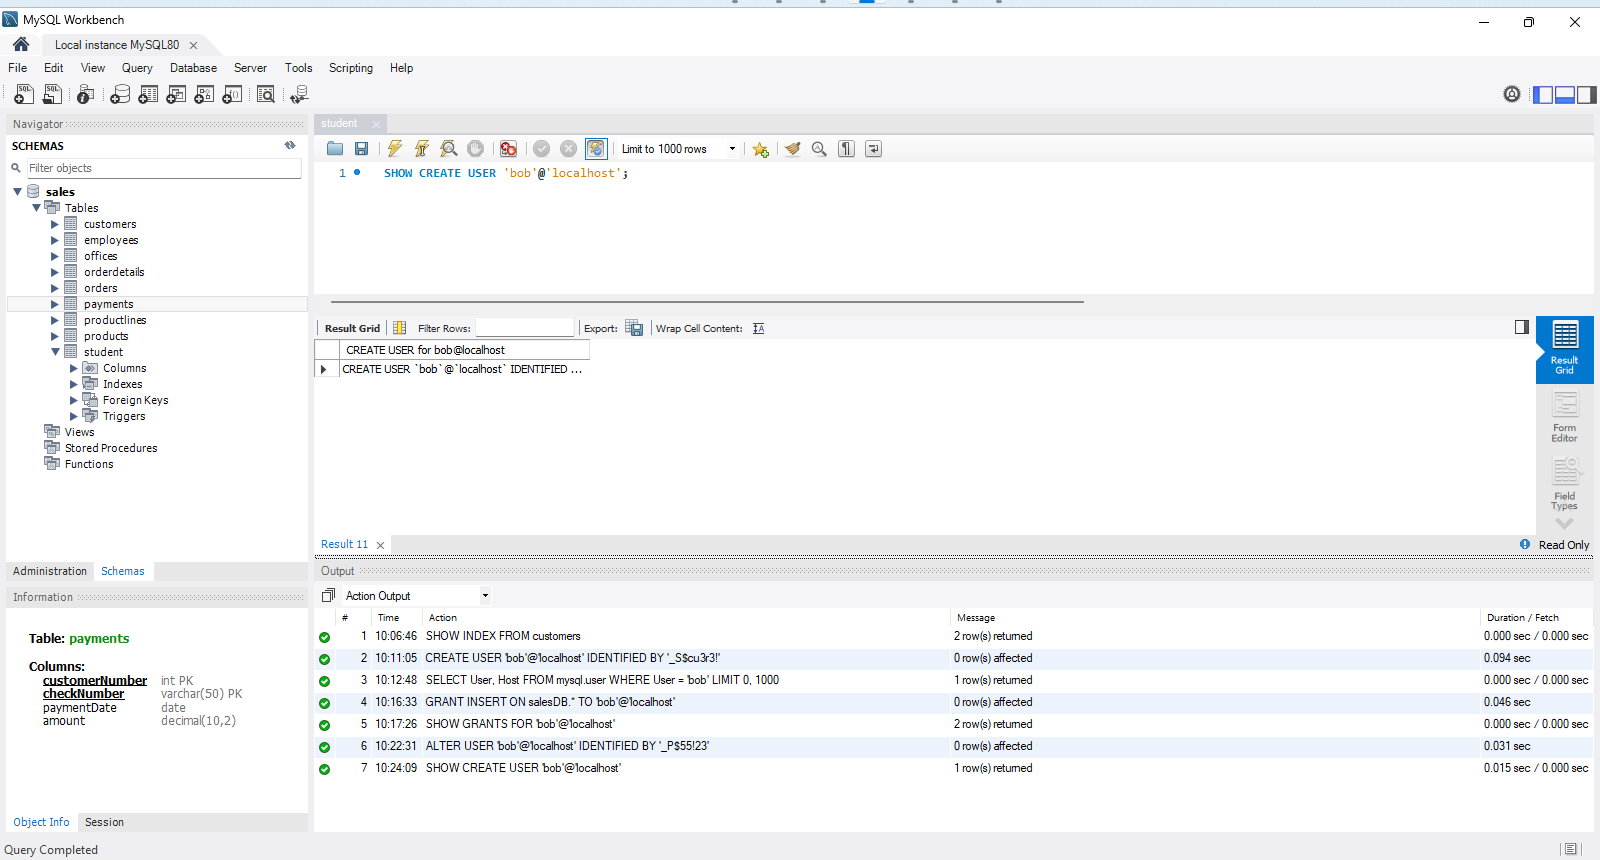 MySQL Workbench
Local instance MySQL80
File Edit View Query Database Server Tools Scripting Help
Navigator
SCHEMAS
Filter objects
sales
Tables
customers
employees
offices
orderdetails
orders
payments
productlines
products
student
Columns
Indexes
Foreign Keys
Triggers
Views
Stored Procedures
Functions
Administration Schemas
Information
Table: payments
Columns:
customerNumber int PK
checkNumber varchar(50) PK
paymentDate date
amount decimal(10,2)
Object Info Session
student
Limit to 1000 rows
1 SHOW CREATE USER 'bob'@'localhost';
Result Grid Filter Rows: Export: Wrap Cell Content:
CREATE USER for bob@localhost
CREATE USER `bob`@`localhost` IDENTIFIED ...
Result Grid
Form Editor
Field Types
Result 11
Read Only
Output
Action Output
# Time Action Message Duration / Fetch
1 10:06:46 SHOW INDEX FROM customers 2 row(s) returned 0.000 sec / 0.000 sec
2 10:11:05 CREATE USER 'bob'@'localhost' IDENTIFIED BY '_S$cu3r3!' 0 row(s) affected 0.094 sec
3 10:12:48 SELECT User, Host FROM mysql.user WHERE User = 'bob' LIMIT 0, 1000 1 row(s) returned 0.000 sec / 0.000 sec
4 10:16:33 GRANT INSERT ON salesDB.* TO 'bob'@'localhost' 0 row(s) affected 0.046 sec
5 10:17:26 SHOW GRANTS FOR 'bob'@'localhost' 2 row(s) returned 0.000 sec / 0.000 sec
6 10:22:31 ALTER USER 'bob'@'localhost' IDENTIFIED BY '_P$55!23' 0 row(s) affected 0.031 sec
7 10:24:09 SHOW CREATE USER 'bob'@'localhost' 1 row(s) returned 0.015 sec / 0.000 sec
Query Completed